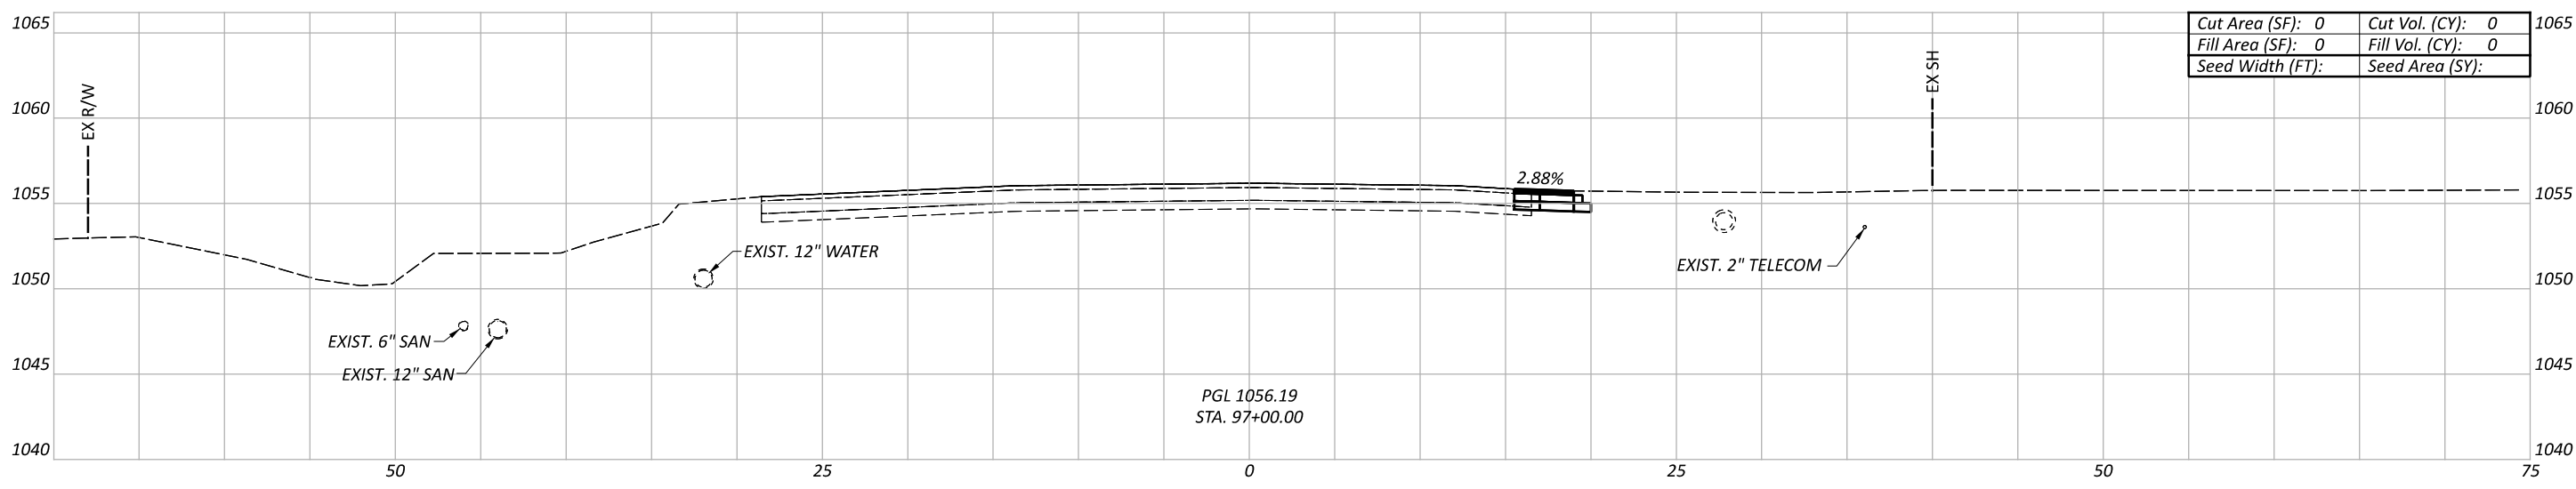 1065
1065
Cut Area (SF): 0 Cut Vol. (CY): 0
Fill Area (SF): 0 Fill Vol. (CY): 0
Seed Width (FT): Seed Area (SY):
EX R/W
EX SH
1060
1060
2.88%
1055
1055
EXIST. 12" WATER
EXIST. 2" TELECOM
1050
1050
EXIST. 6" SAN
EXIST. 12" SAN
1045
1045
PGL 1056.19
STA. 97+00.00
1040
1040
50 25 0 25 50 75